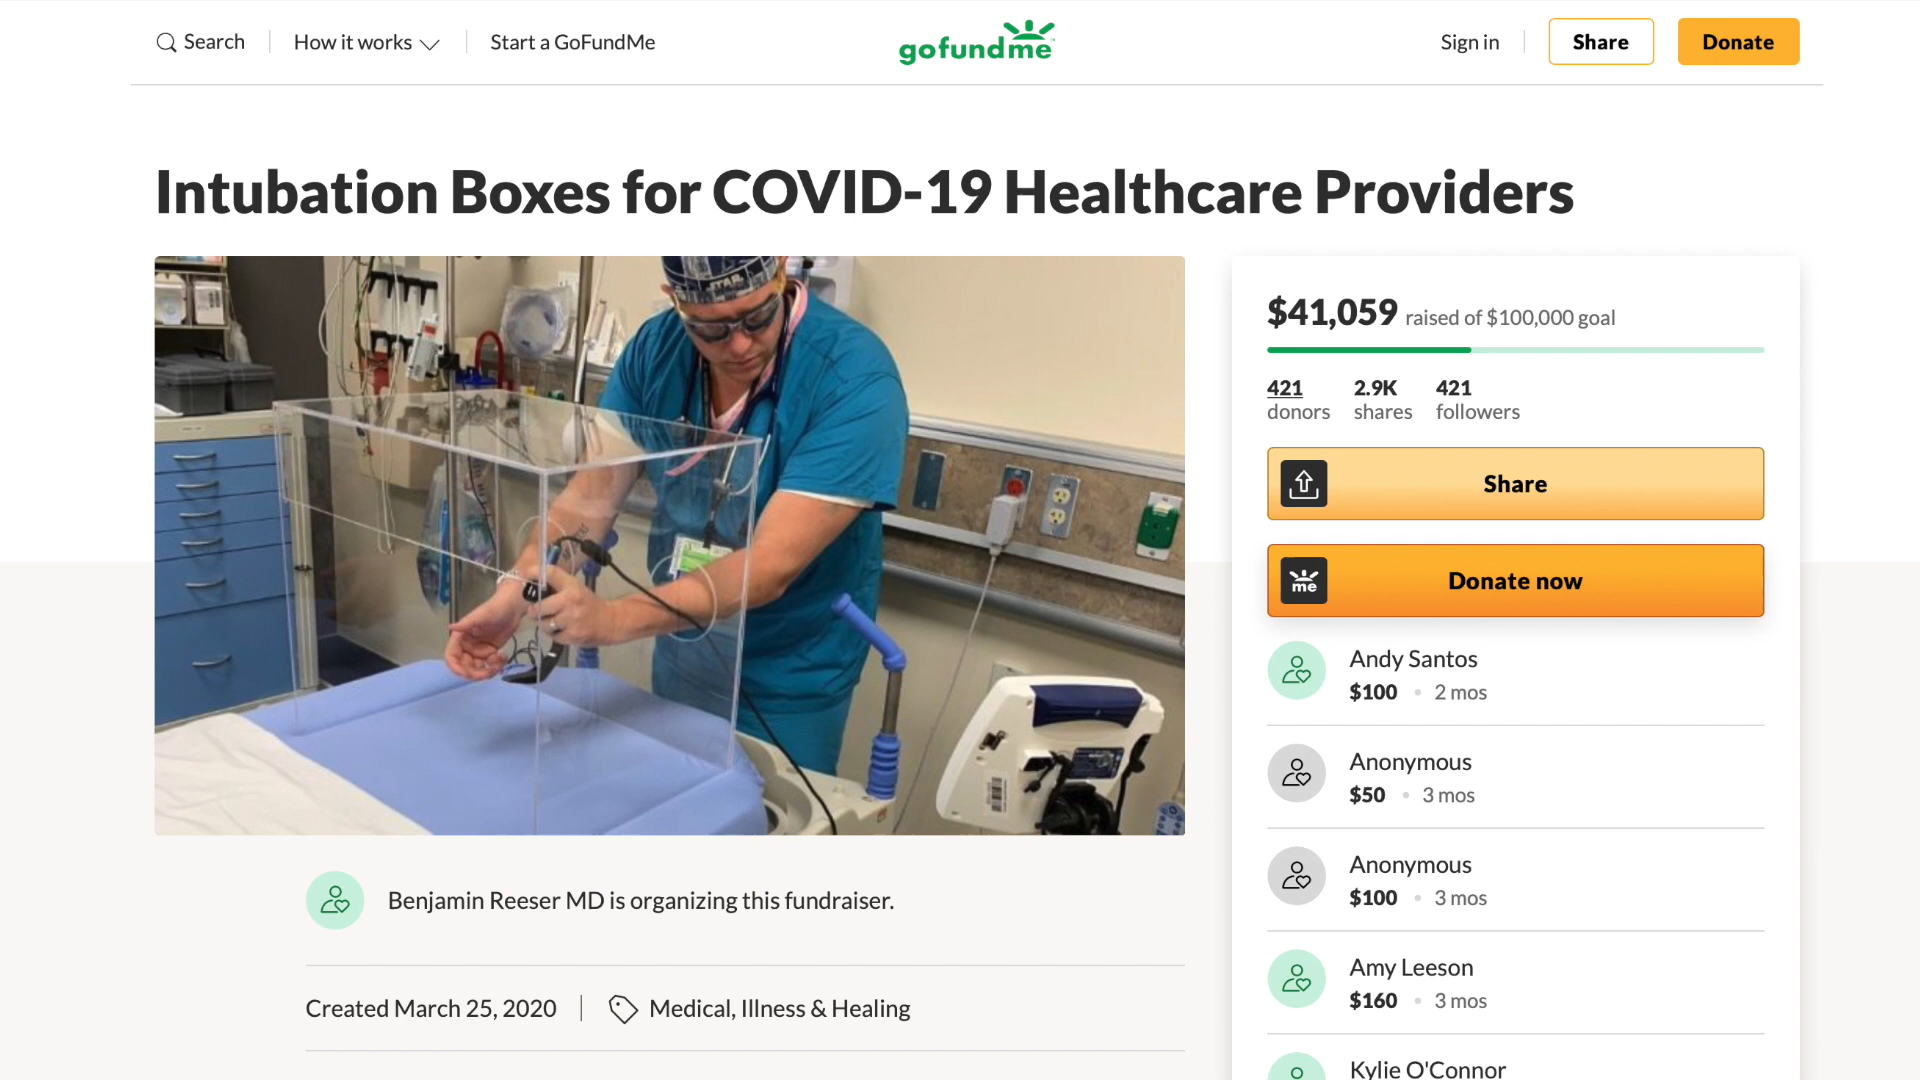 Search
How it works
Start a GoFundMe
gofundme
Sign in
Share
Donate
Intubation Boxes for COVID-19 Healthcare Providers
STAR
$41,059 raised of $100,000 goal
421 donors
2.9K shares
421 followers
Share
me
Donate now
Andy Santos
$100 • 2 mos
Anonymous
$50 • 3 mos
Anonymous
$100 • 3 mos
Amy Leeson
$160 • 3 mos
Kylie O'Connor
Benjamin Reeser MD is organizing this fundraiser.
Created March 25, 2020
Medical, Illness & Healing